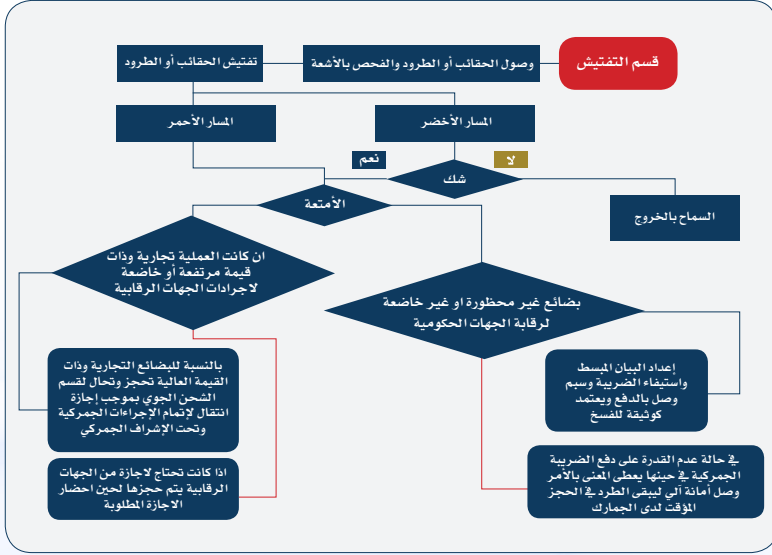 قسم التفتيش
وصول الحقائب أو الطرود والفحص بالأشعة
تفتيش الحقائب أو الطرود
المسار الأخضر
المسار الأحمر
لا
نعم
شك
السماح بالخروج
الأمتعة
ان كانت العملية تجارية وذات
قيمة مرتفعة أو خاضعة
لاجرادات الجهات الرقابية
بضائع غير محظورة او غير خاضعة
لرقابة الجهات الحكومية
إعداد البيان المبسط
واستيفاء الضريبة وسبم
وصل بالدفع ويعتمد
كوثيقة للفسخ
بالنسبة للبضائع التجارية وذات
القيمة العالية تحجز وتحال لقسم
الشحن الجوي بموجب إجازة
انتقال لإتمام الإجراءات الجمركية
وتحت الإشراف الجمركي
في حالة عدم القدرة على دفع الضريبة
الجمركية في حينها يعطى المعنى بالأمر
وصل أمانة آلي ليبقى الطرد في الحجز
المؤقت لدى الجمارك
اذا كانت تحتاج لاجازة من الجهات
الرقابية يتم حجزها لحين احضار
الاجازة المطلوبة